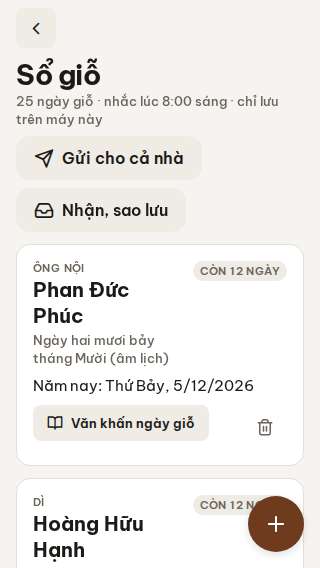 Sổ giỗ
25 ngày giỗ · nhắc lúc 8:00 sáng · chỉ lưu
trên máy này
Gửi cho cả nhà
Nhận, sao lưu
ÔNG NỘI
CÒN 12 NGÀY
Phan Đức
Phúc
Ngày hai mươi bảy
tháng Mười (âm lịch)
Năm nay: Thứ Bảy, 5/12/2026
Văn khấn ngày giỗ
DÌ
CÒN 12
Hoàng Hữu
Hạnh